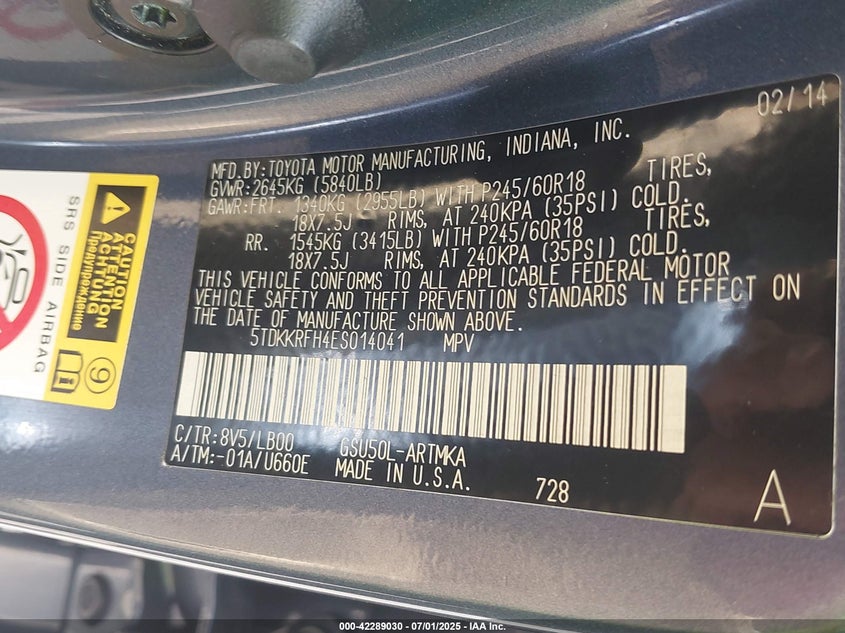 02/14
MFD. BY: TOYOTA MOTOR MANUFACTURING, INDIANA, INC.
GVWR: 2645KG (5840LB)
GAWR: FRT. 1340KG (2955LB) WITH P245/60R18 TIRES,
18X7.5J RIMS, AT 240KPA (35PSI) COLD.
RR. 1545KG (3415LB) WITH P245/60R18 TIRES,
18X7.5J RIMS, AT 240KPA (35PSI) COLD.
THIS VEHICLE CONFORMS TO ALL APPLICABLE FEDERAL MOTOR
VEHICLE SAFETY AND THEFT PREVENTION STANDARDS IN EFFECT ON
THE DATE OF MANUFACTURE SHOWN ABOVE.
5TDKKRFH4ES014041 MPV
C/TR: 8V5/LB00 GSU50L-ARTMKA
A/TM: -01A/U660E MADE IN U.S.A.
728
A
CAUTION
ATTENTION
ACHTUNG
Предупреждение
SRS SIDE AIRBAG
9
000-42289030 - 07/01/2025 - IAA Inc.